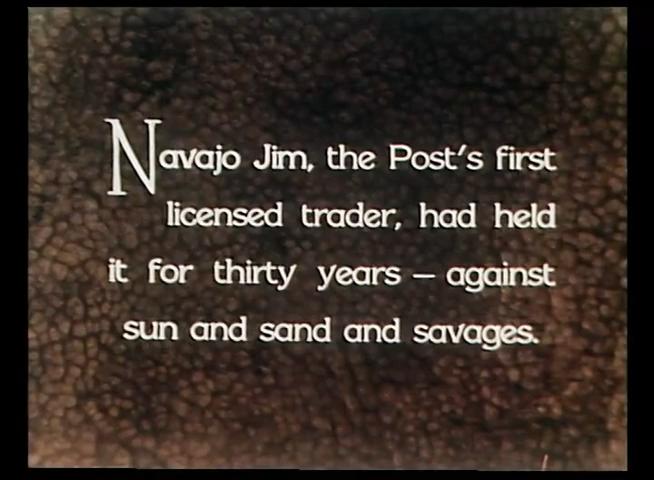 Navajo Jim, the Post's first
licensed trader, had held
it for thirty years — against
sun and sand and savages.